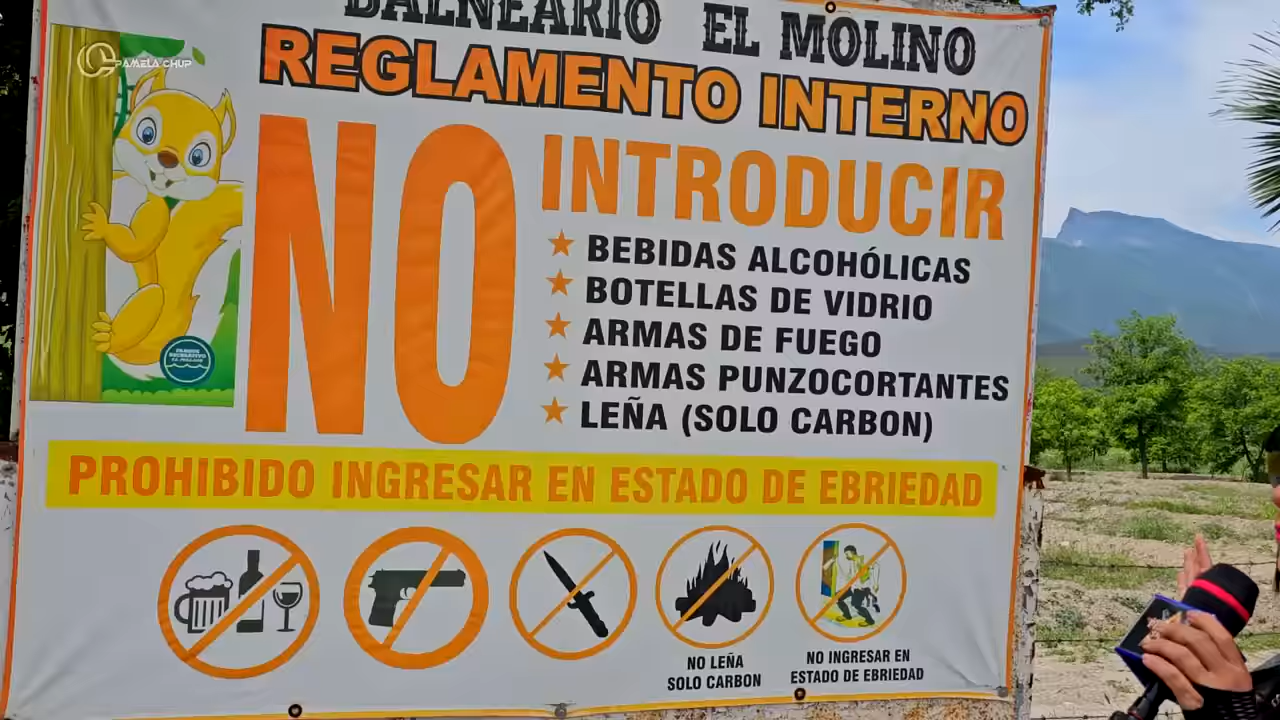 BALNEARIO EL MOLINO
REGLAMENTO INTERNO
PAMELA CHUP
NO INTRODUCIR
BEBIDAS ALCOHÓLICAS
BOTELLAS DE VIDRIO
ARMAS DE FUEGO
ARMAS PUNZOCORTANTES
LEÑA (SOLO CARBON)
PROHIBIDO INGRESAR EN ESTADO DE EBRIEDAD
NO LEÑA
SOLO CARBON
NO INGRESAR EN
ESTADO DE EBRIEDAD